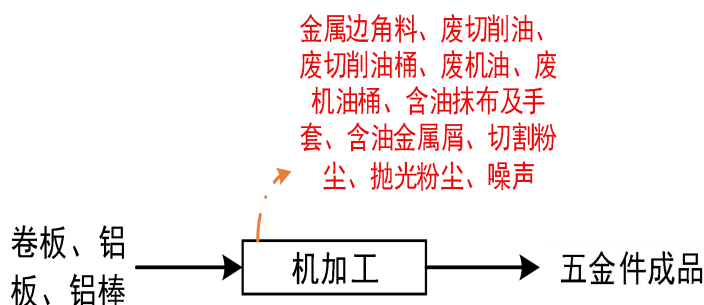 金属边角料、废切削油、
废切削油桶、废机油、废
机油桶、含油抹布及手
套、含油金属屑、切割粉
尘、抛光粉尘、噪声
卷板、铝
板、铝棒
机加工
五金件成品